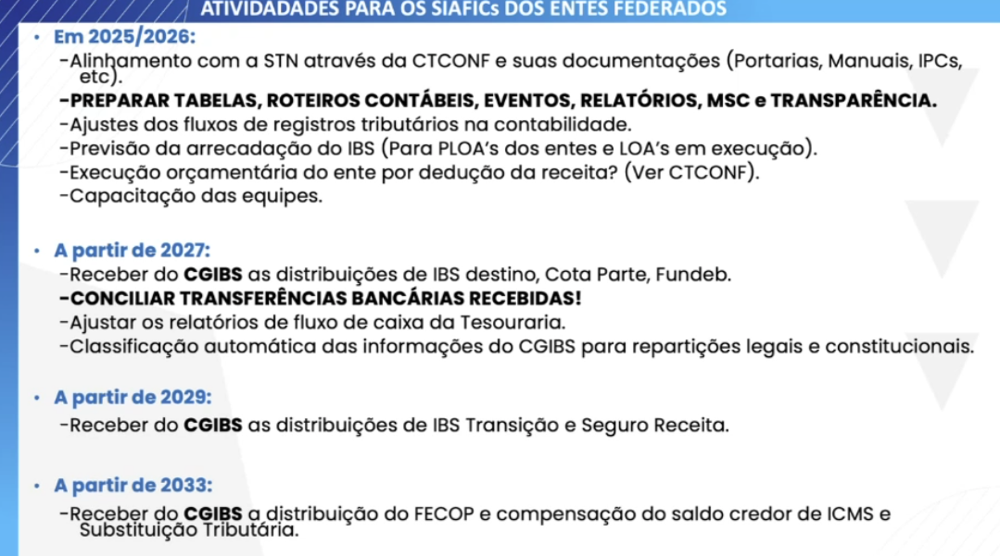 ATIVIDADADES PARA OS SIAFICs DOS ENTES FEDERADOS
• Em 2025/2026:
-Alinhamento com a STN através da CTCONF e suas documentações (Portarias, Manuais, IPCs,
etc).
-PREPARAR TABELAS, ROTEIROS CONTÁBEIS, EVENTOS, RELATÓRIOS, MSC e TRANSPARÊNCIA.
-Ajustes dos fluxos de registros tributários na contabilidade.
-Previsão da arrecadação do IBS (Para PLOA’s dos entes e LOA’s em execução).
-Execução orçamentária do ente por dedução da receita? (Ver CTCONF).
-Capacitação das equipes.
• A partir de 2027:
-Receber do CGIBS as distribuições de IBS destino, Cota Parte, Fundeb.
-CONCILIAR TRANSFERÊNCIAS BANCÁRIAS RECEBIDAS!
-Ajustar os relatórios de fluxo de caixa da Tesouraria.
-Classificação automática das informações do CGIBS para repartições legais e constitucionais.
• A partir de 2029:
-Receber do CGIBS as distribuições de IBS Transição e Seguro Receita.
• A partir de 2033:
-Receber do CGIBS a distribuição do FECOP e compensação do saldo credor de ICMS e
Substituição Tributária.